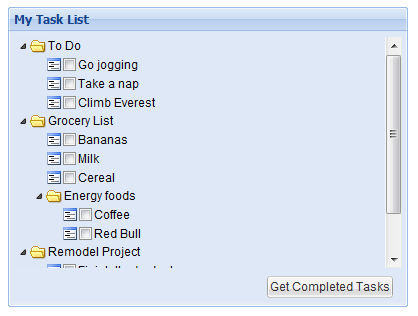 My Task List
To Do
Go jogging
Take a nap
Climb Everest
Grocery List
Bananas
Milk
Cereal
Energy foods
Coffee
Red Bull
Remodel Project
Get Completed Tasks